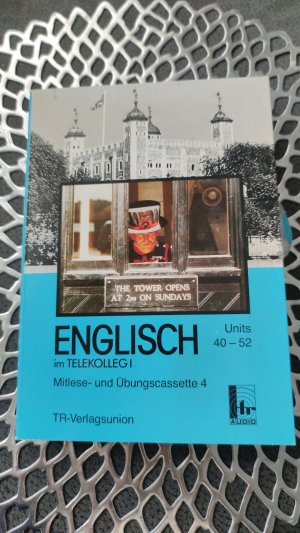 THE TOWER OPENS
AT 2PM ON SUNDAYS
ENGLISCH
im TELEKOLLEG I
Units
40 – 52
Mitlese- und Übungscassette 4
tr
AUDIO
TR-Verlagsunion